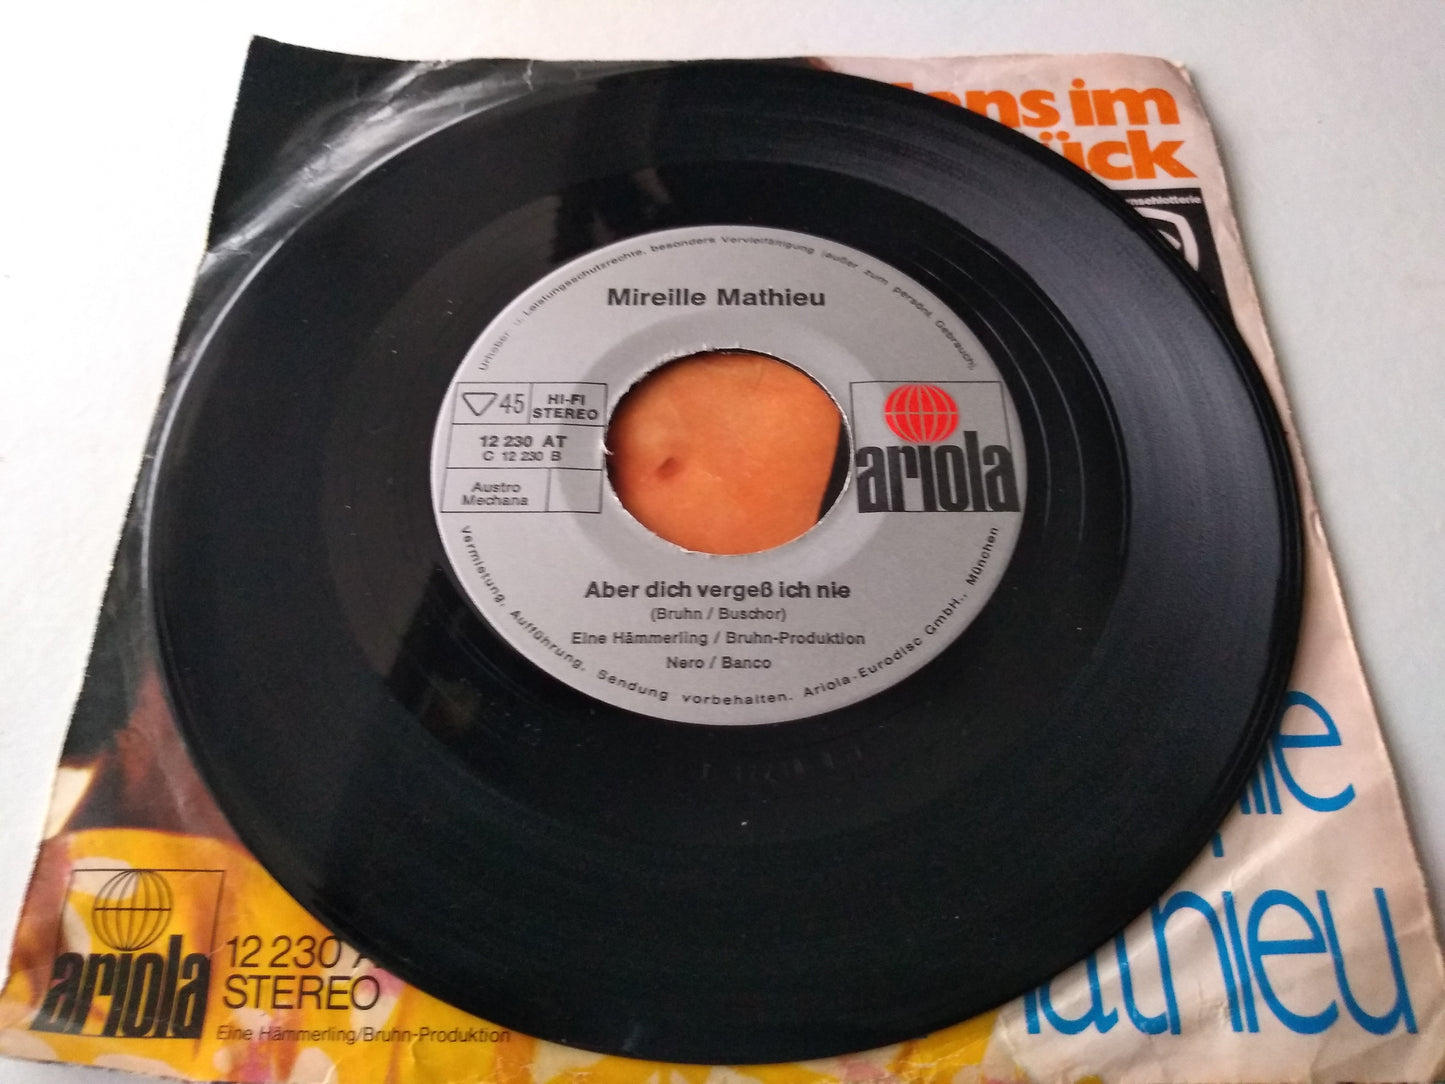 im
ück
Urheber- u. Leistungsschutzrechte, besonders Vervielfältigung (außer zum persönl. Gebrauch),
Mireille Mathieu
45
HI-FI
STEREO
12 230 AT
C 12 230 B
Austro
Mechana
ariola
Aber dich vergeß ich nie
(Bruhn / Buschor)
Eine Hämmerling / Bruhn-Produktion
Nero / Banco
Vermietung, Aufführung, Sendung vorbehalten. Ariola-Eurodisc GmbH., München
ariola
12 230 A
STEREO
Eine Hämmerling/Bruhn-Produktion